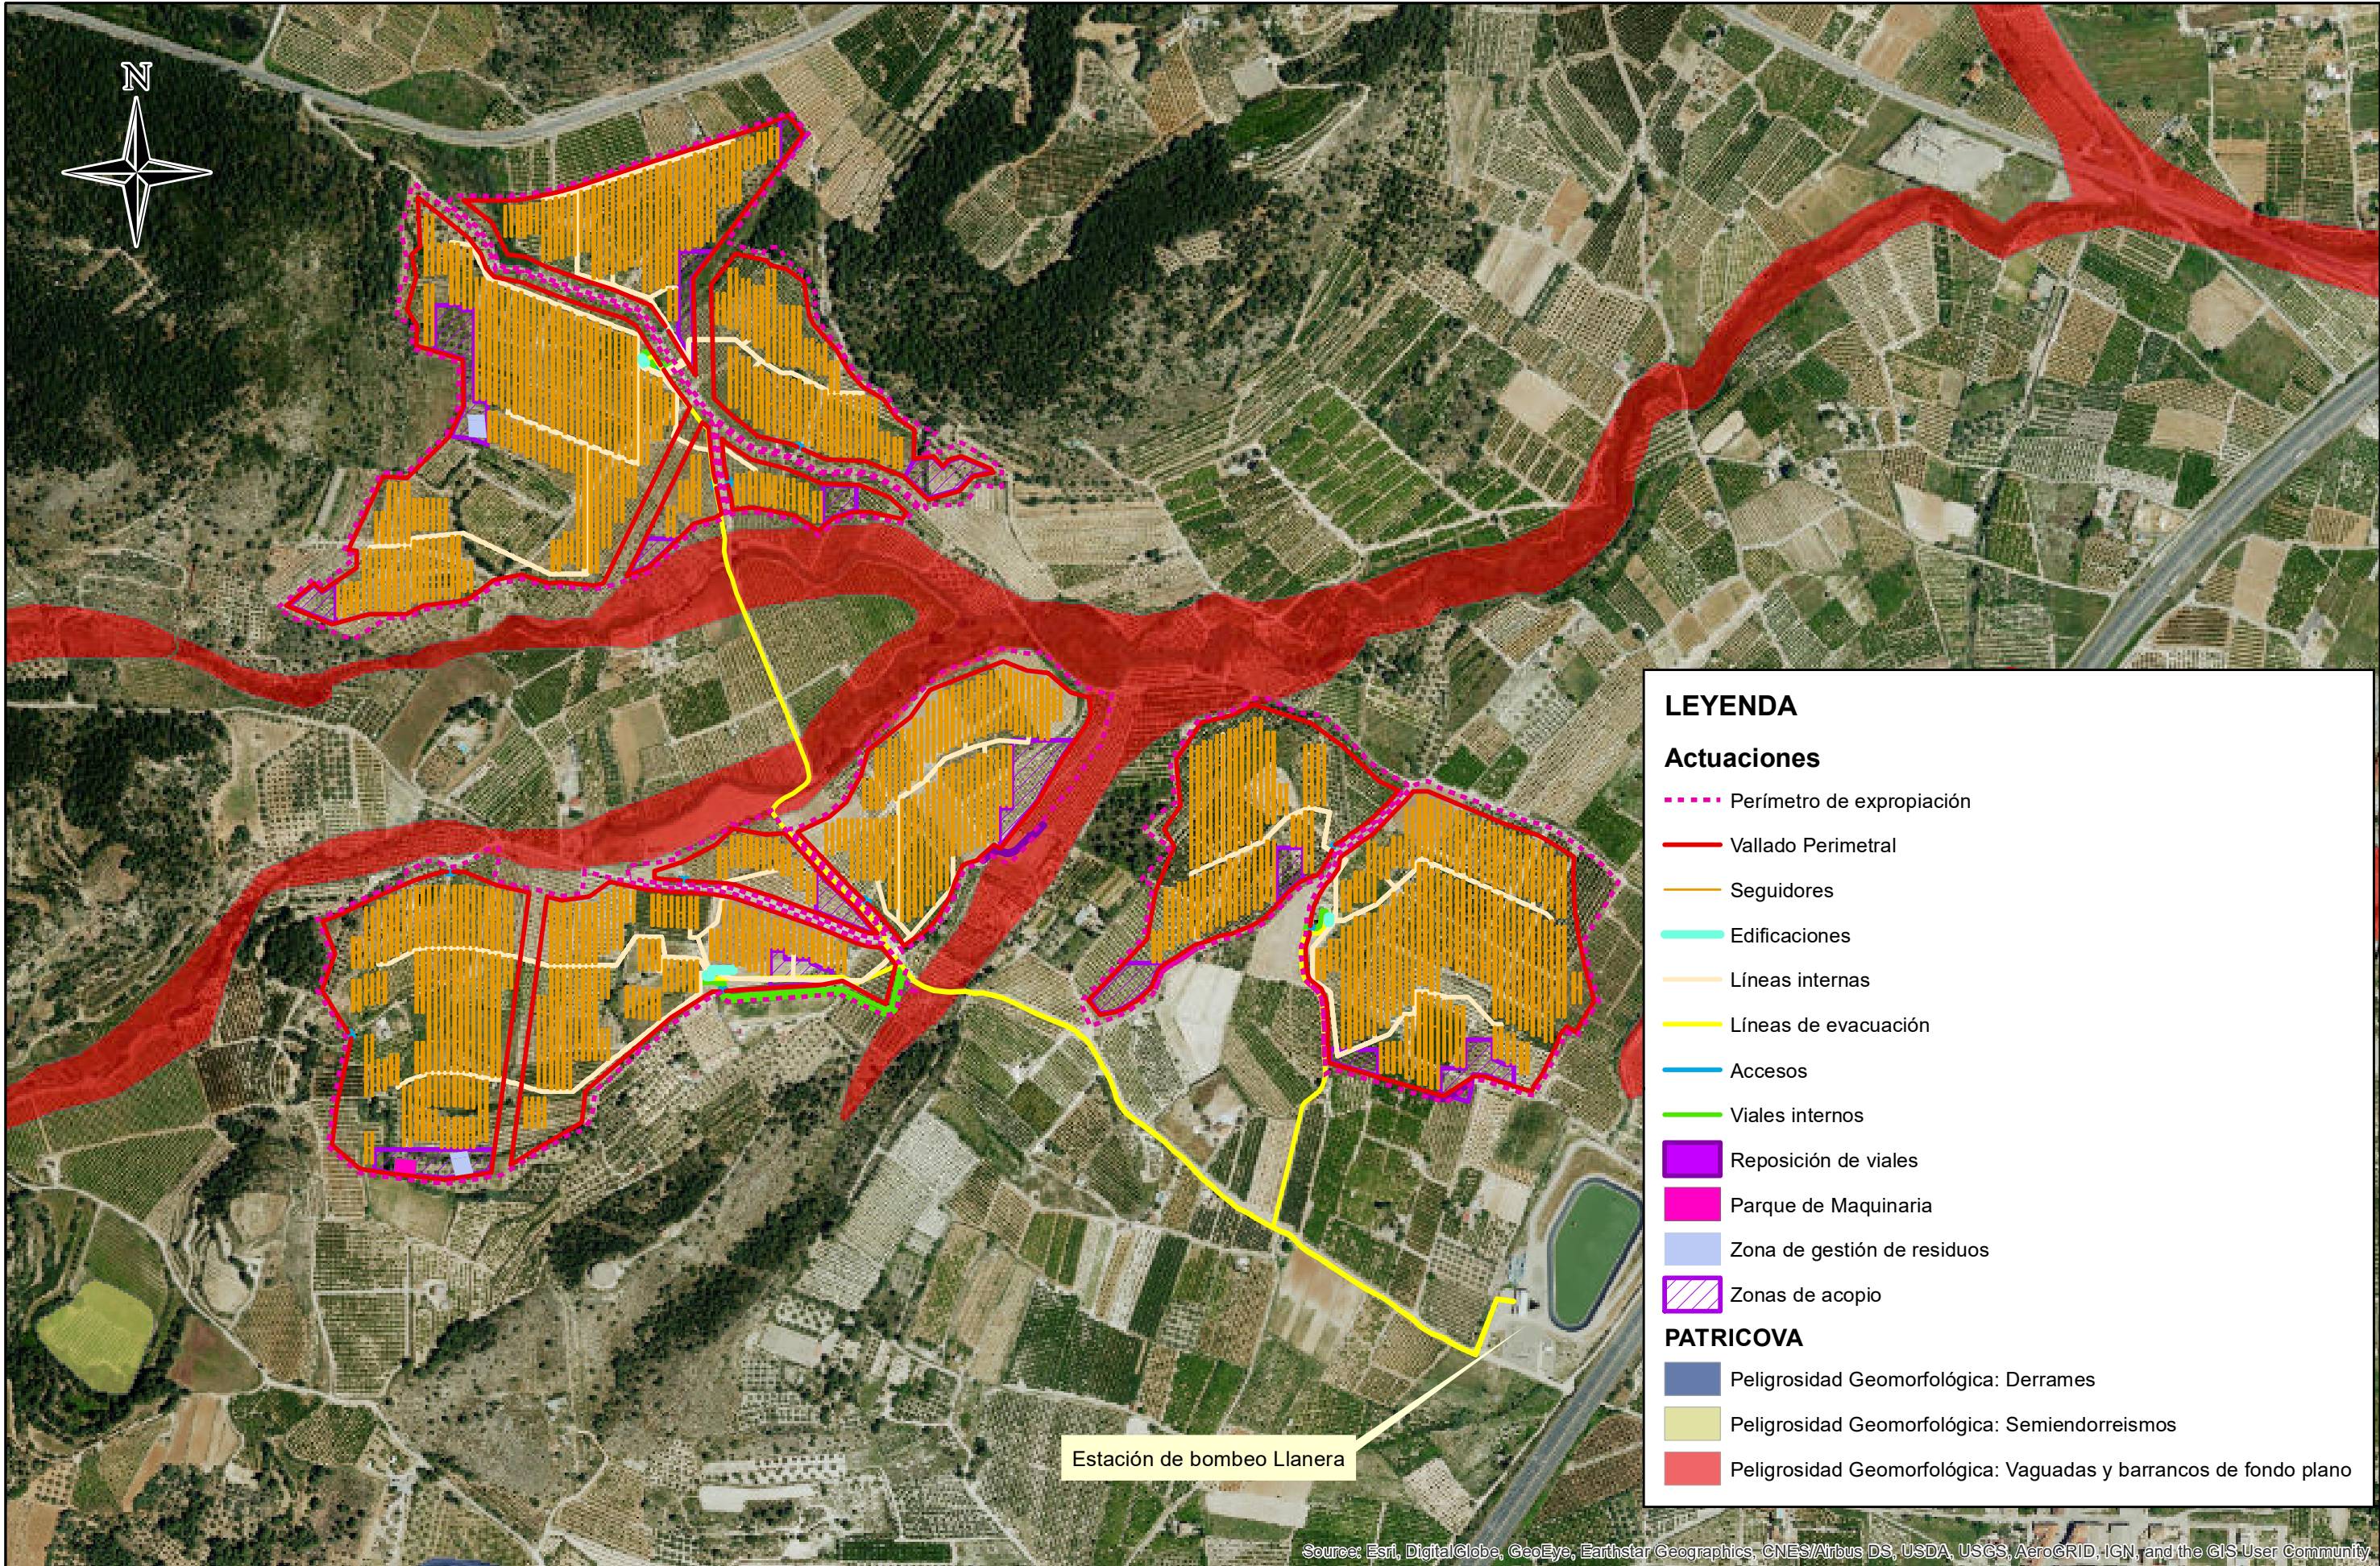 N
LEYENDA
Actuaciones
Perímetro de expropiación
Vallado Perimetral
Seguidores
Edificaciones
Líneas internas
Líneas de evacuación
Accesos
Viales internos
Reposición de viales
Parque de Maquinaria
Zona de gestión de residuos
Zonas de acopio
PATRICOVA
Peligrosidad Geomorfológica: Derrames
Peligrosidad Geomorfológica: Semiendorreismos
Peligrosidad Geomorfológica: Vaguadas y barrancos de fondo plano
Estación de bombeo Llanera
Source: Esri, DigitalGlobe, GeoEye, Earthstar Geographics, CNES/Airbus DS, USDA, USGS, AeroGRID, IGN, and the GIS User Community